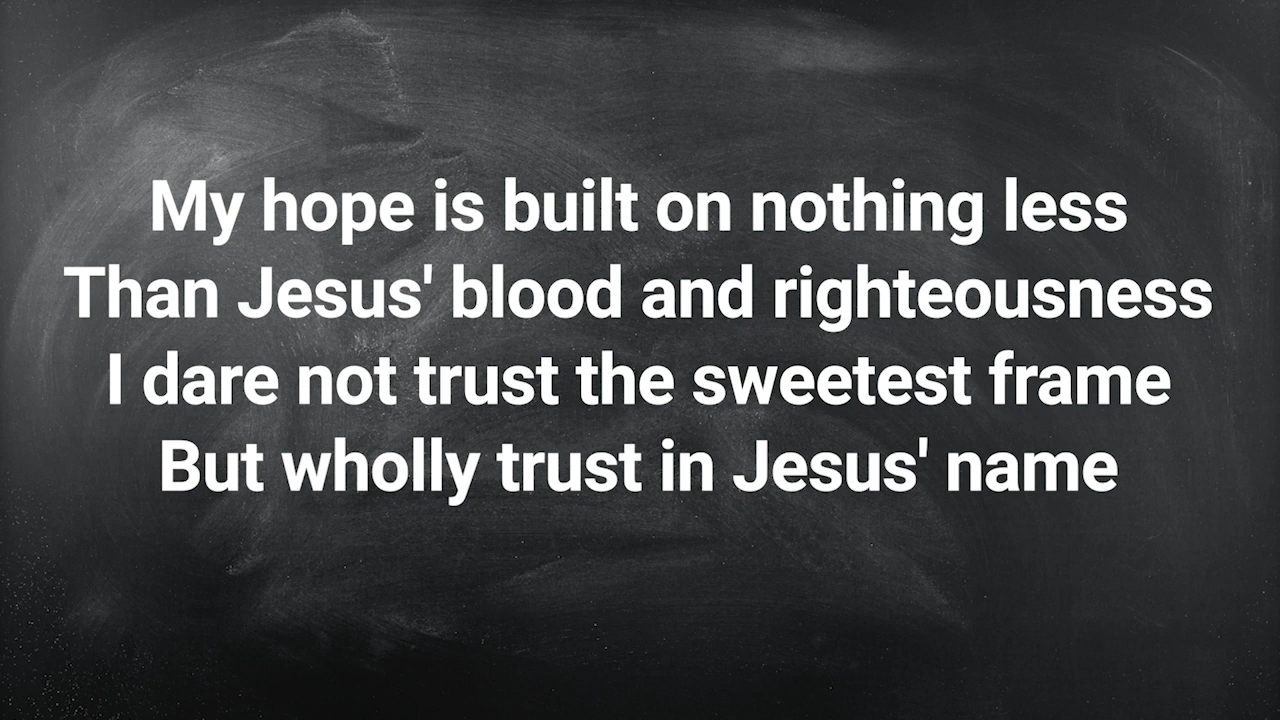 My hope is built on nothing less
Than Jesus' blood and righteousness
I dare not trust the sweetest frame
But wholly trust in Jesus' name